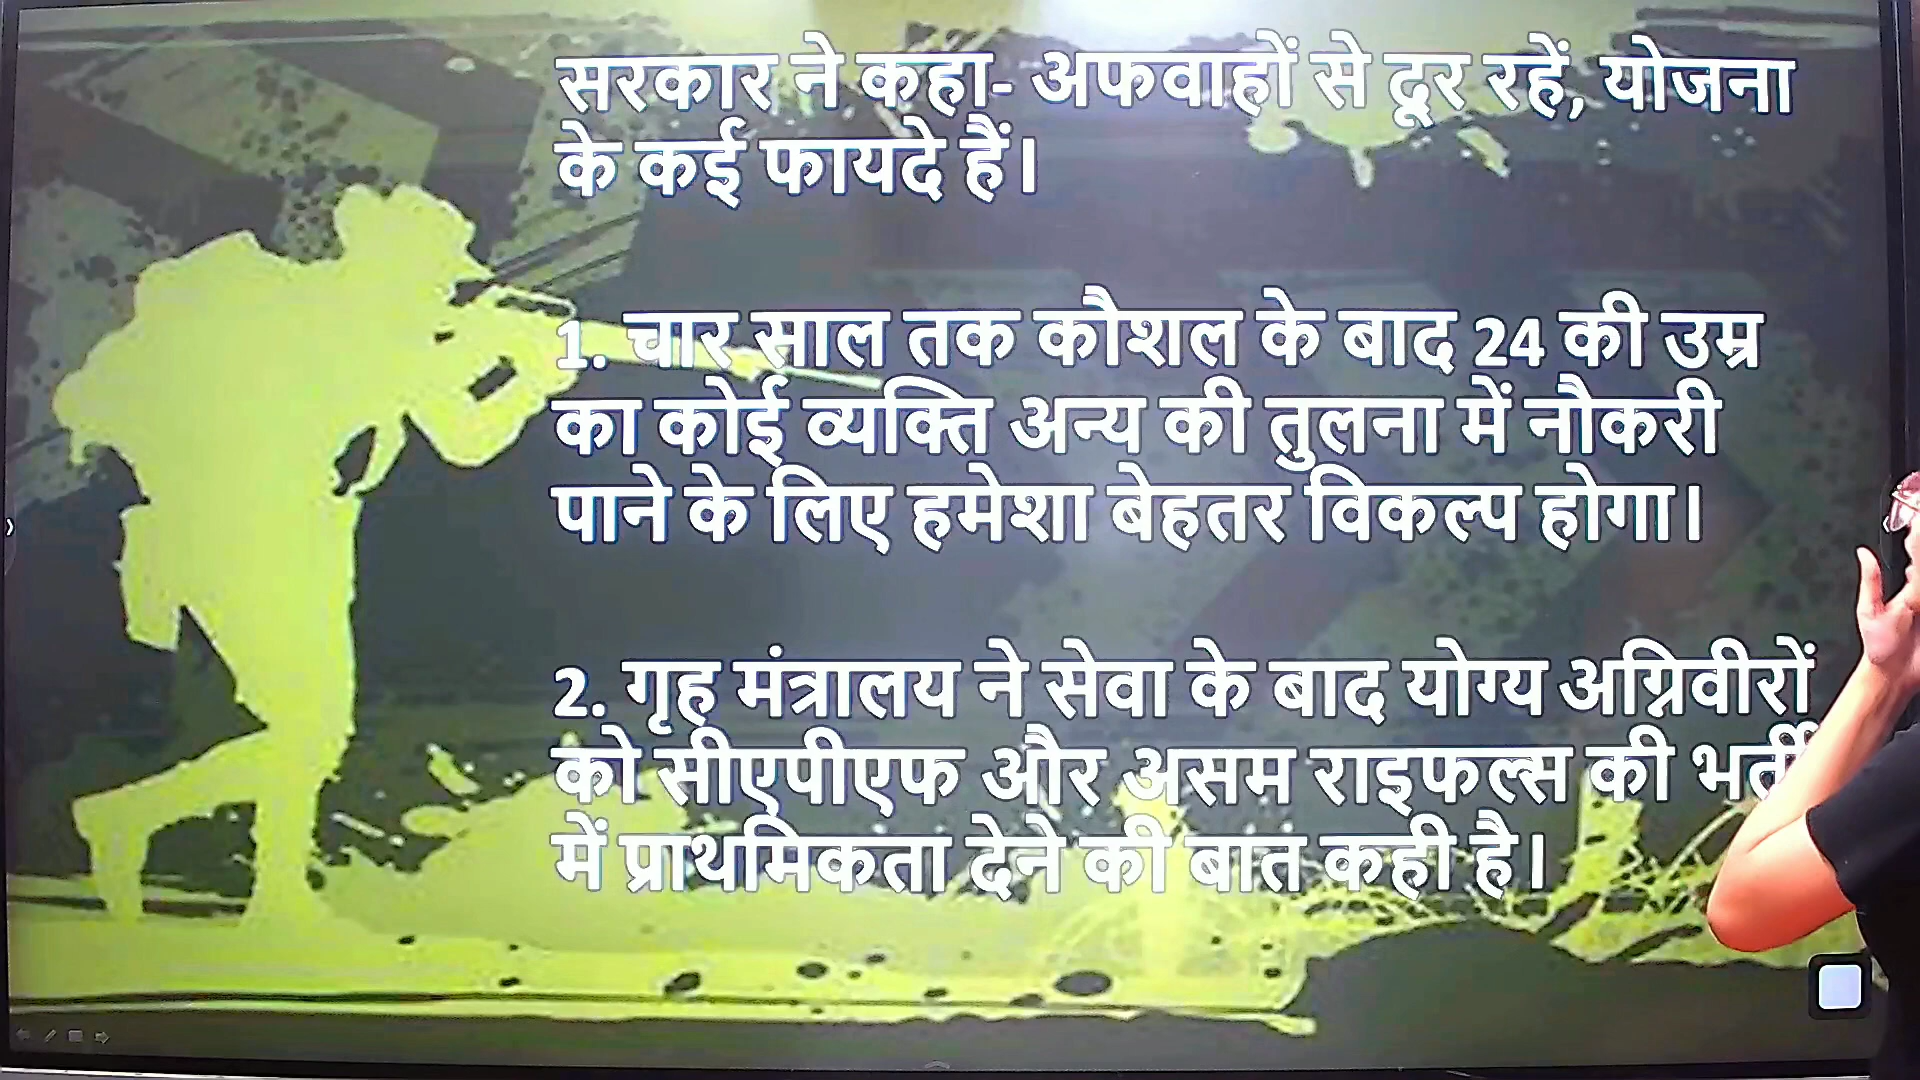 सरकार ने कहा- अफवाहों से दूर रहें, योजना
के कई फायदे हैं।
1. चार साल तक कौशल के बाद 24 की उम्र
का कोई व्यक्ति अन्य की तुलना में नौकरी
पाने के लिए हमेशा बेहतर विकल्प होगा।
2. गृह मंत्रालय ने सेवा के बाद योग्य अग्निवीरों
को सीएपीएफ और असम राइफल्स की भर्ती
में प्राथमिकता देने की बात कही है।